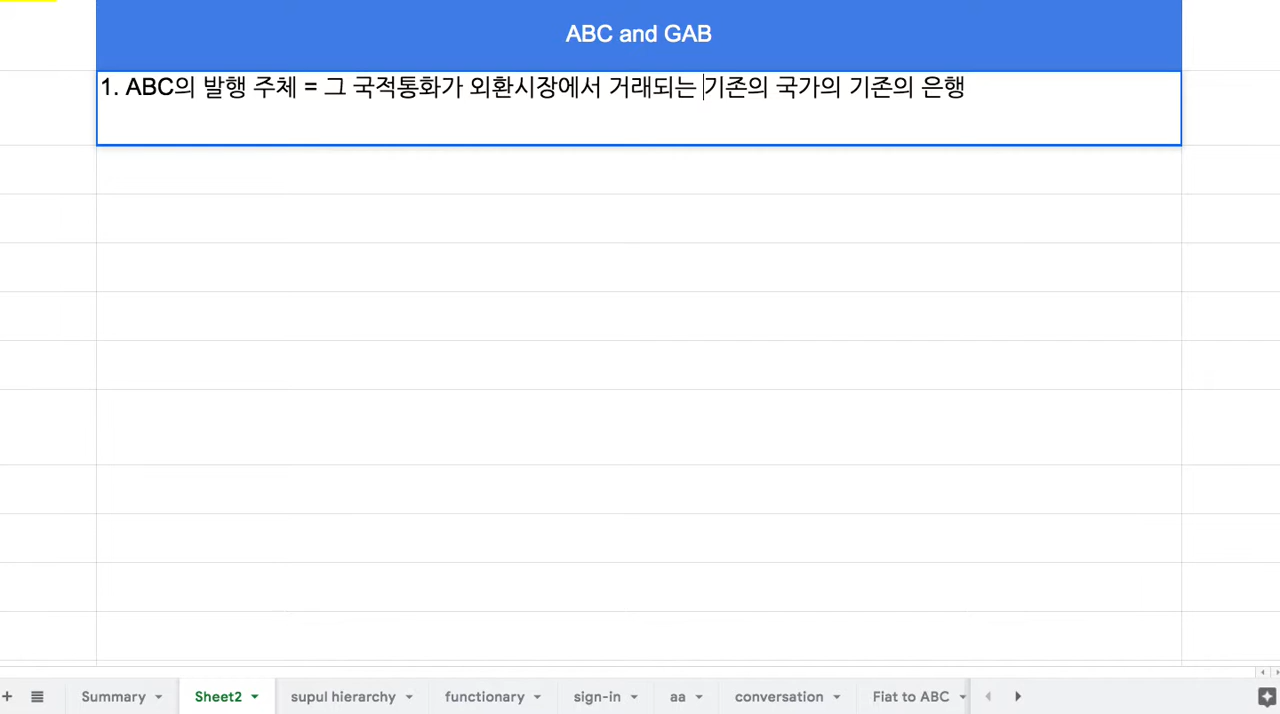 ABC and GAB
1. ABC의 발행 주체 = 그 국적통화가 외환시장에서 거래되는 기존의 국가의 기존의 은행
+ Summary Sheet2 supul hierarchy functionary sign-in aa conversation Fiat to ABC